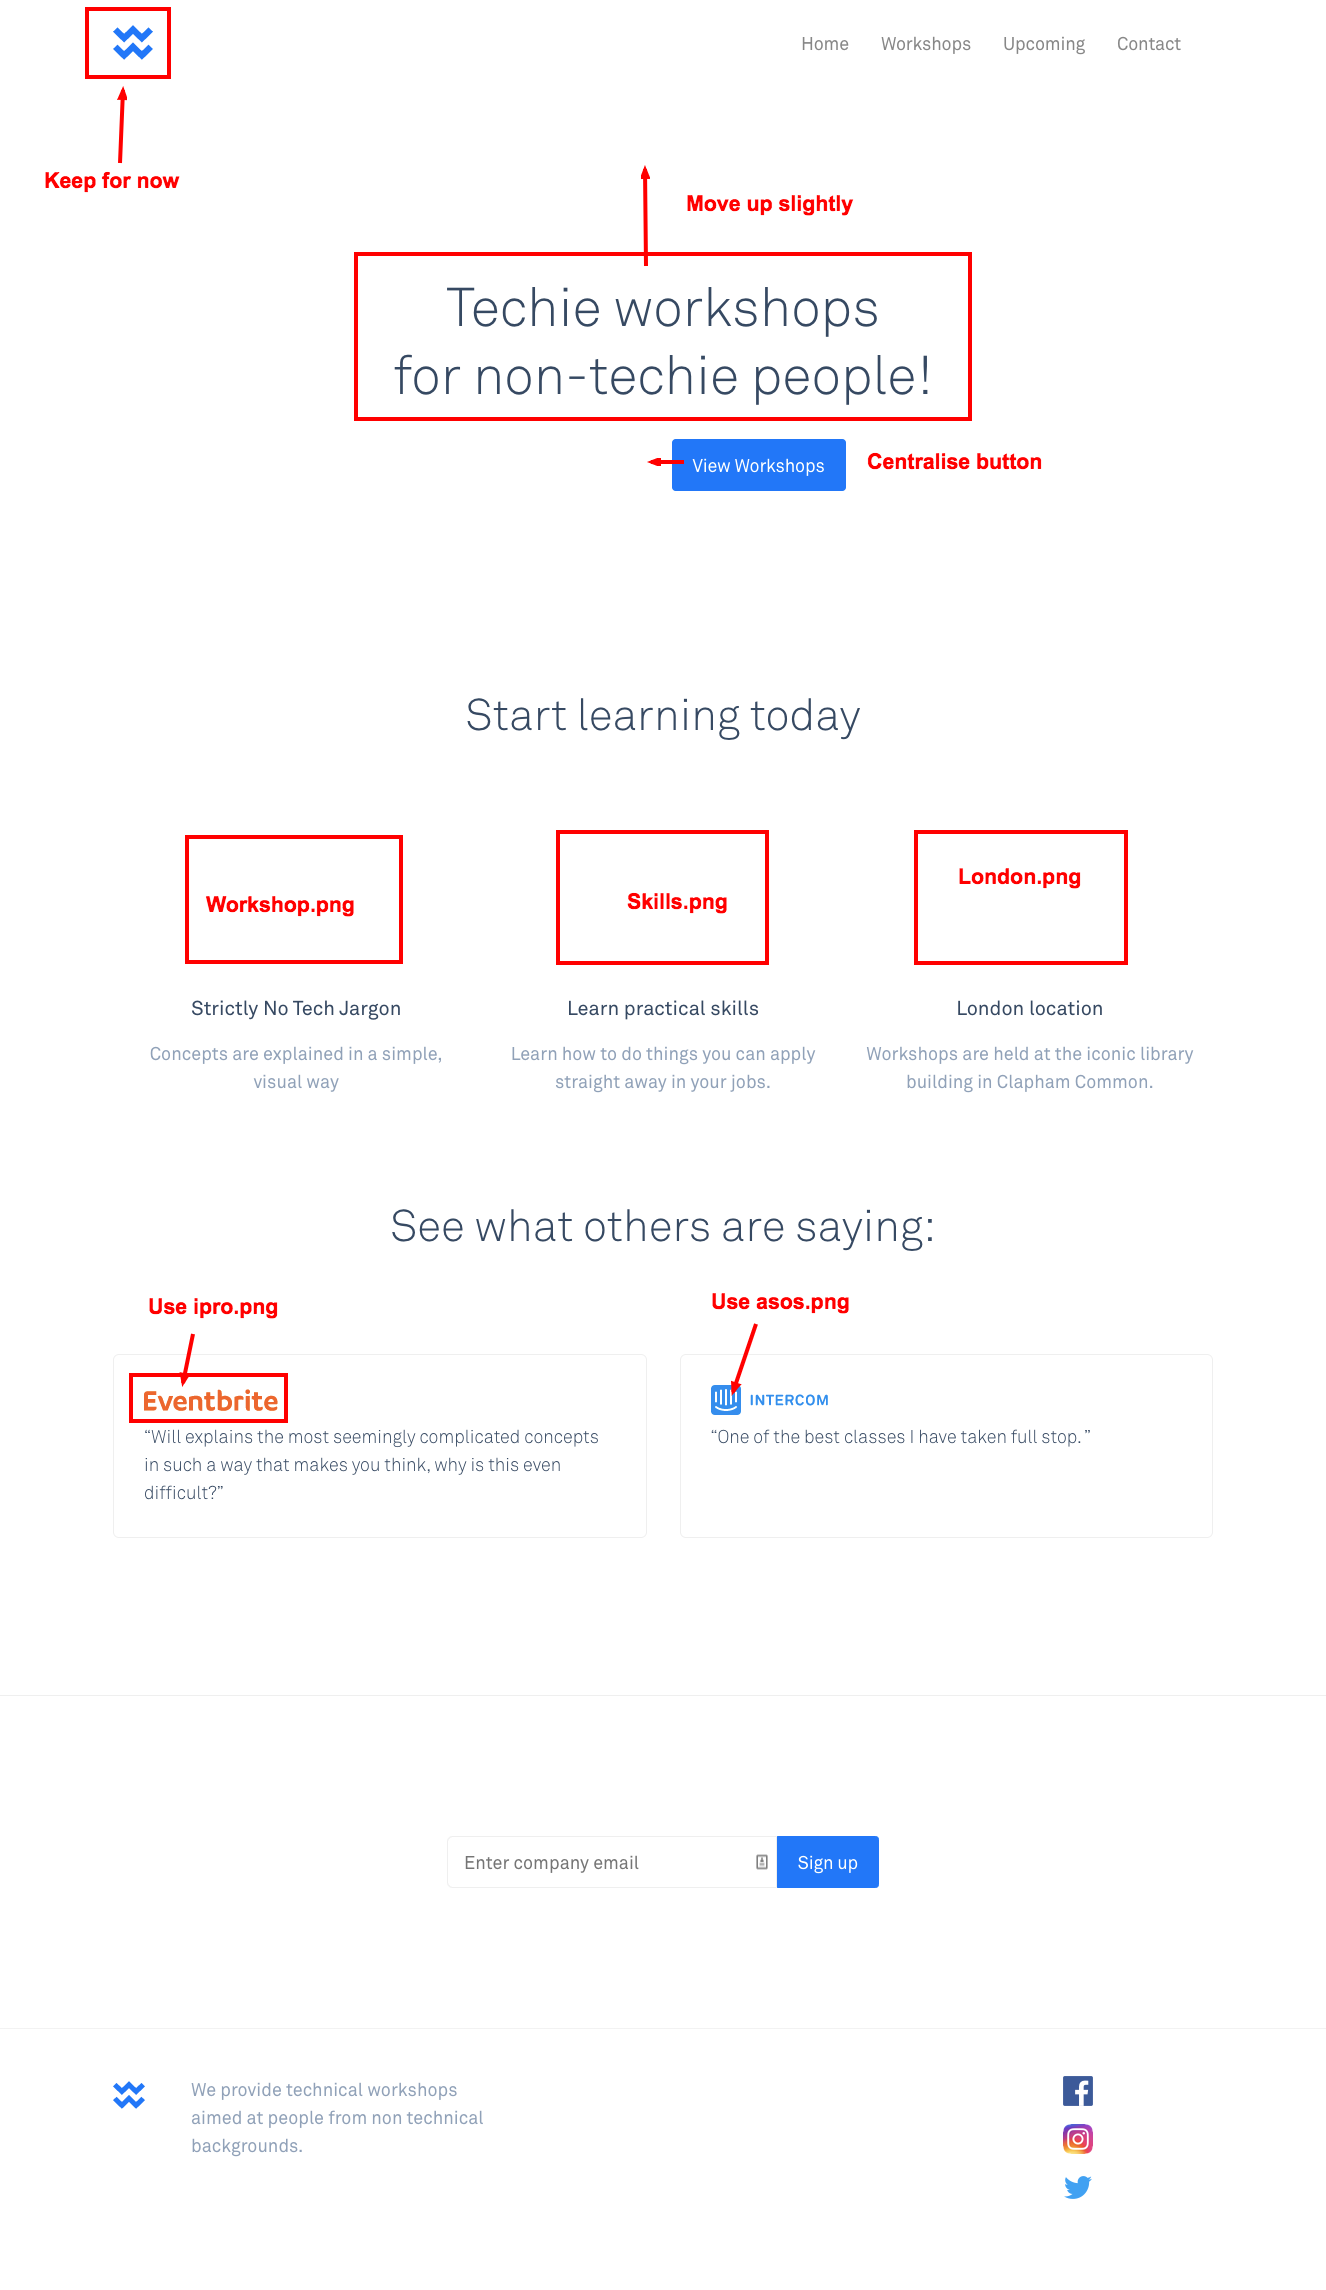 Home Workshops Upcoming Contact
Keep for now
Move up slightly
Techie workshops
for non-techie people!
View Workshops
Centralise button
Start learning today
Workshop.png
Skills.png
London.png
Strictly No Tech Jargon
Concepts are explained in a simple,
visual way
Learn practical skills
Learn how to do things you can apply
straight away in your jobs.
London location
Workshops are held at the iconic library
building in Clapham Common.
See what others are saying:
Use ipro.png
Eventbrite
“Will explains the most seemingly complicated concepts
in such a way that makes you think, why is this even
difficult?”
Use asos.png
INTERCOM
“One of the best classes I have taken full stop.”
Enter company email
Sign up
We provide technical workshops
aimed at people from non technical
backgrounds.